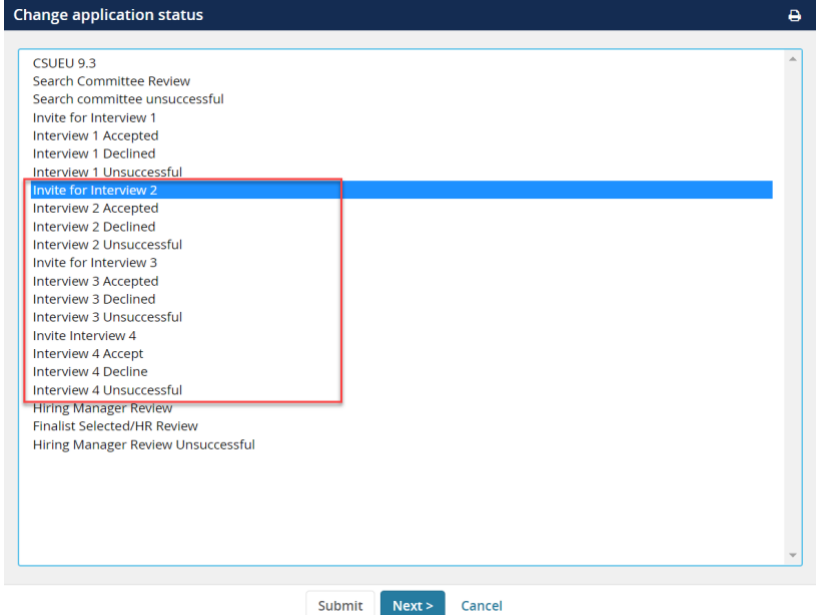 Change application status
CSUEU 9.3
Search Committee Review
Search committee unsuccessful
Invite for Interview 1
Interview 1 Accepted
Interview 1 Declined
Interview 1 Unsuccessful
Invite for Interview 2
Interview 2 Accepted
Interview 2 Declined
Interview 2 Unsuccessful
Invite for Interview 3
Interview 3 Accepted
Interview 3 Declined
Interview 3 Unsuccessful
Invite Interview 4
Interview 4 Accept
Interview 4 Decline
Interview 4 Unsuccessful
Hiring Manager Review
Finalist Selected/HR Review
Hiring Manager Review Unsuccessful
Submit Next > Cancel